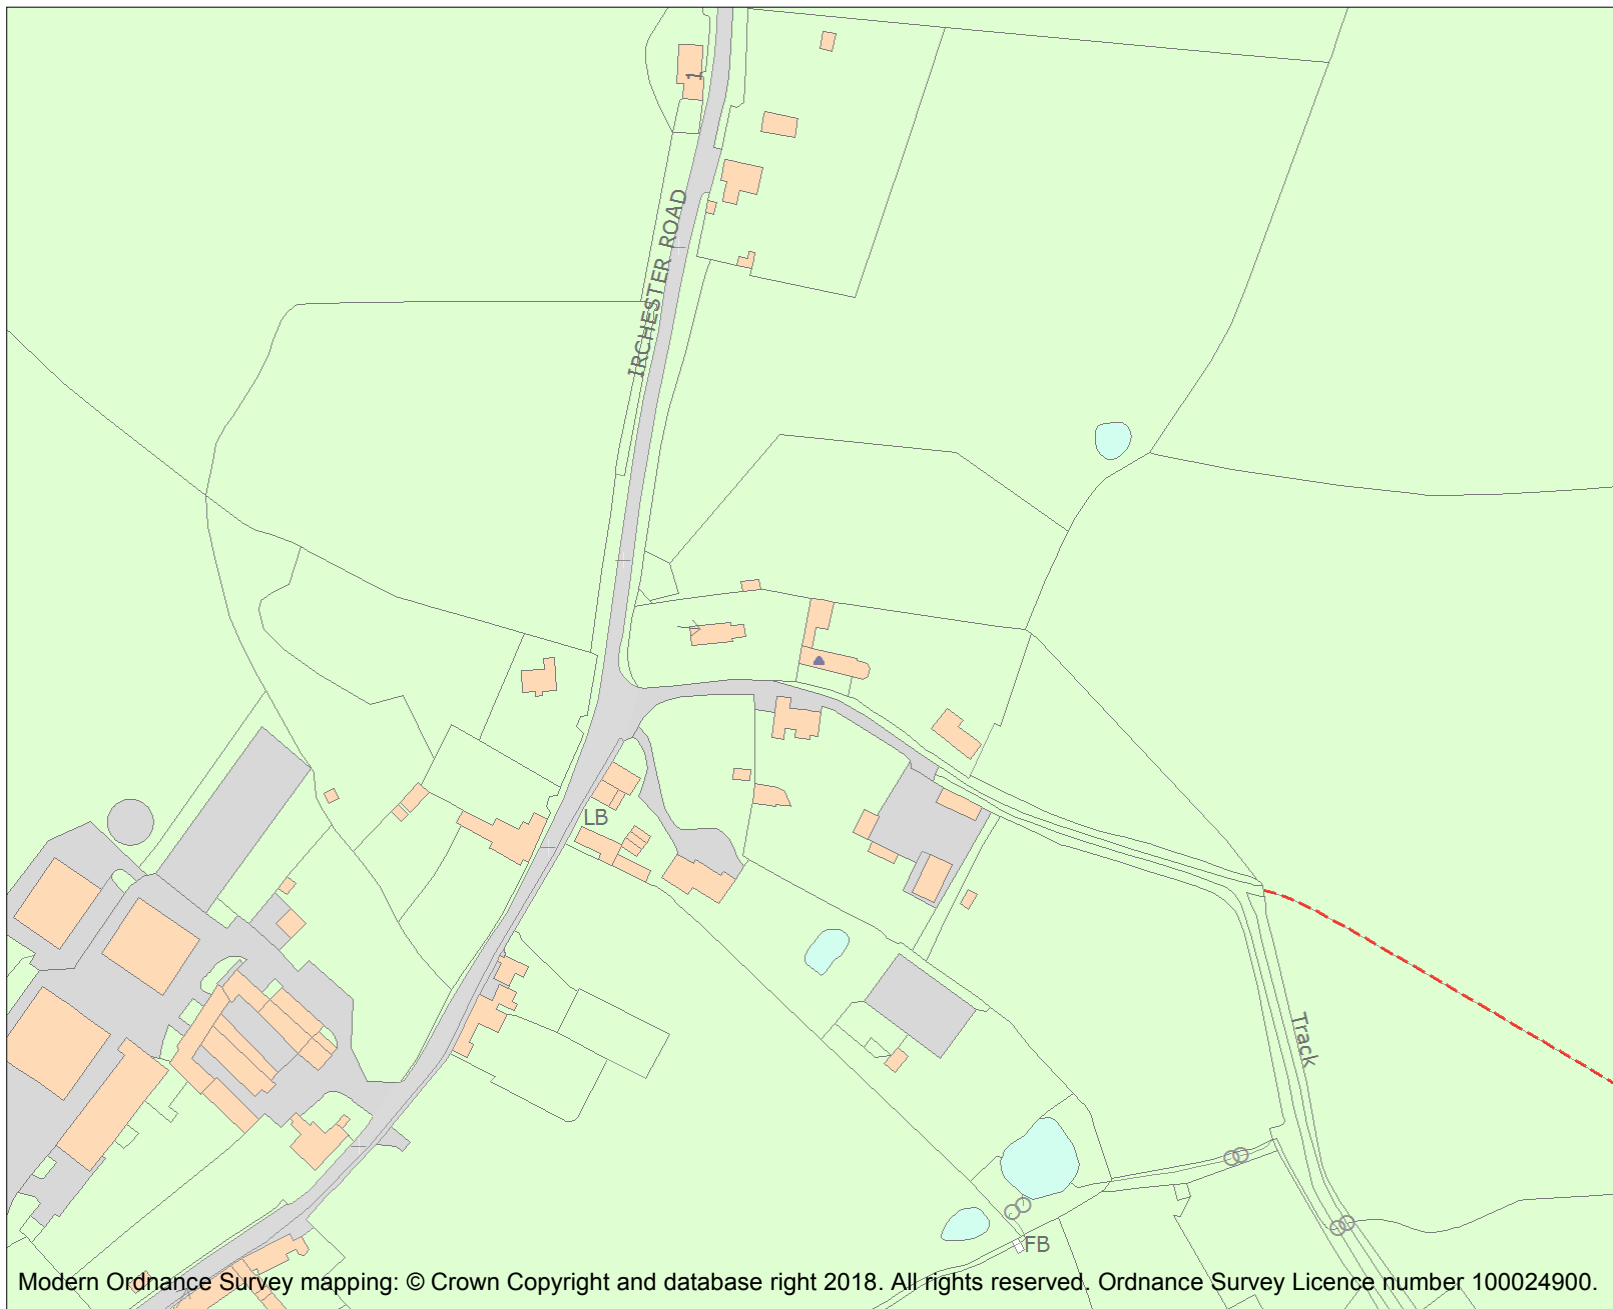 1
IRCHESTER ROAD
LB
Track
FB
Modern Ordnance Survey mapping: © Crown Copyright and database right 2018. All rights reserved. Ordnance Survey Licence number 100024900.